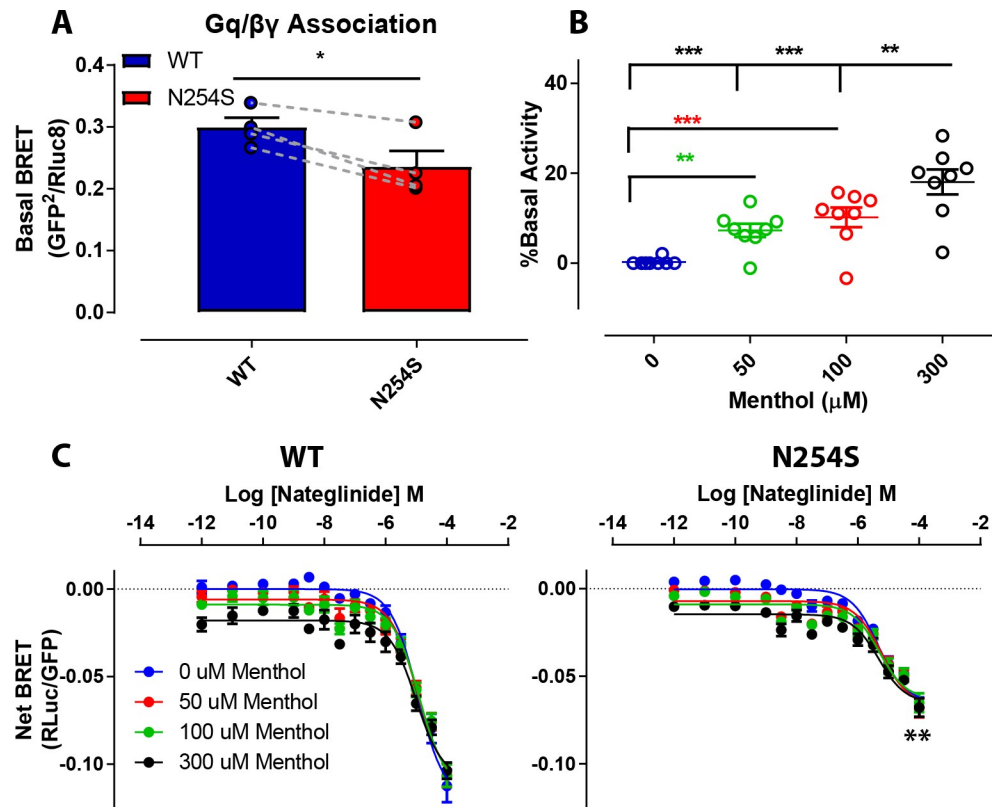 A
Gq/βγ Association
WT
N254S
*
0.4
0.3
0.2
0.1
0.0
Basal BRET
(GFP²/Rluc8)
WT
N254S
B
***
***
**
***
**
40
20
0
%Basal Activity
0
50
100
300
Menthol (μM)
C
WT
Log [Nateglinide] M
-14 -12 -10 -8 -6 -4 -2
0.00
-0.05
-0.10
Net BRET
(RLuc/GFP)
0 uM Menthol
50 uM Menthol
100 uM Menthol
300 uM Menthol
N254S
Log [Nateglinide] M
-14 -12 -10 -8 -6 -4 -2
0.00
-0.05
-0.10
**